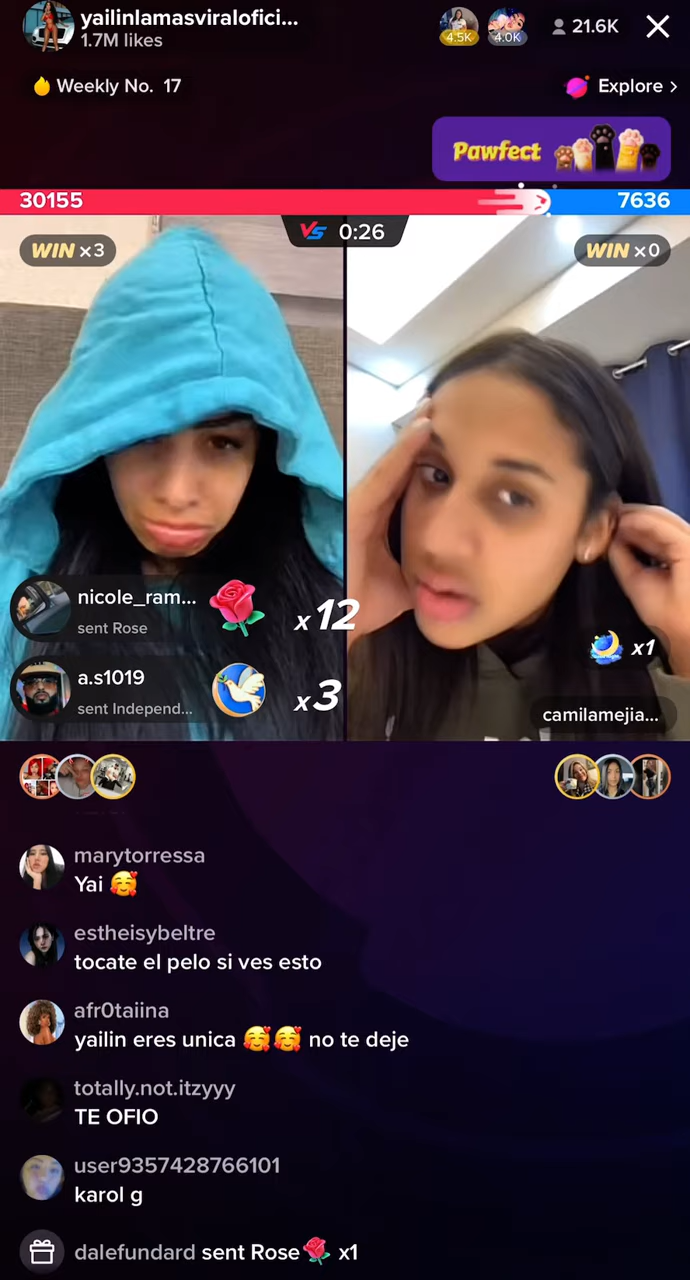 yailinlamasviralofici...
1.7M likes
4.5K
4.0K
21.6K
Weekly No. 17
Explore >
Pawfect
30155
7636
VS 0:26
WIN x3
WIN x0
nicole_ram...
sent Rose
x12
a.s1019
sent Independ...
x3
x1
camilamejia...
marytorressa
Yai 🥰
estheisybeltre
tocate el pelo si ves esto
afr0taiina
yailin eres unica 🥰🥰 no te deje
totally.not.itzyyy
TE OFIO
user9357428766101
karol g
dalefundard sent Rose 🌹 x1